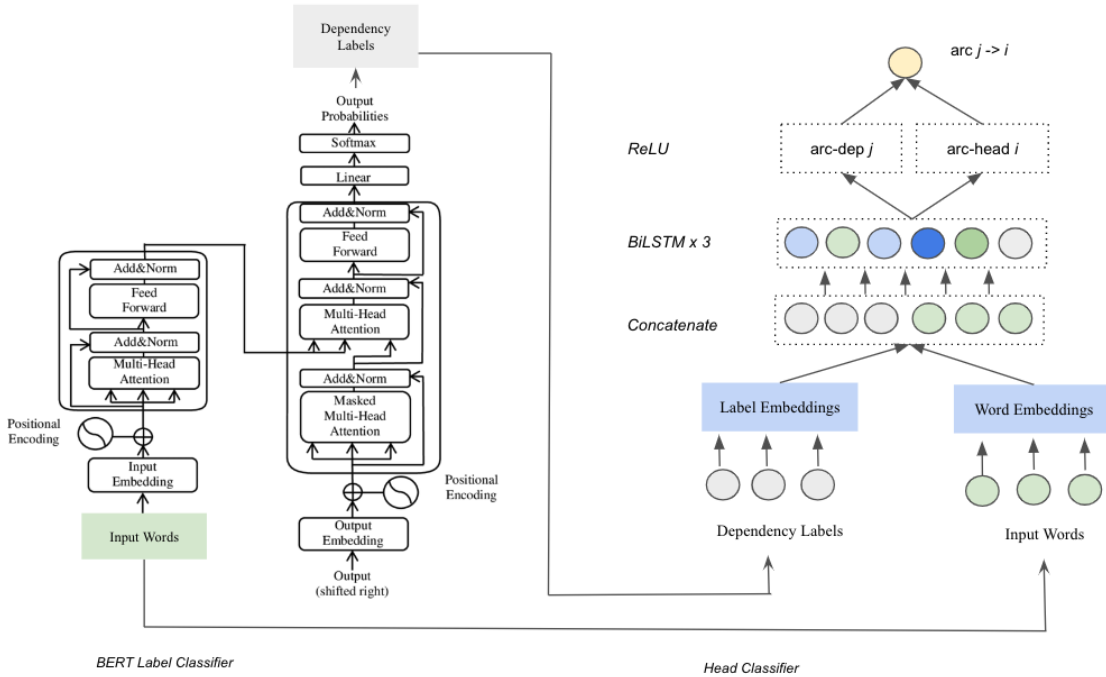 Dependency
Labels
Output
Probabilities
Softmax
Linear
Add&Norm
Feed
Forward
Add&Norm
Multi-Head
Attention
Add&Norm
Masked
Multi-Head
Attention
Positional
Encoding
Output
Embedding
Output
(shifted right)
Add&Norm
Feed
Forward
Add&Norm
Multi-Head
Attention
Positional
Encoding
Input
Embedding
Input Words
BERT Label Classifier
arc j -> i
ReLU
arc-dep j
arc-head i
BiLSTM x 3
Concatenate
Label Embeddings
Word Embeddings
Dependency Labels
Input Words
Head Classifier